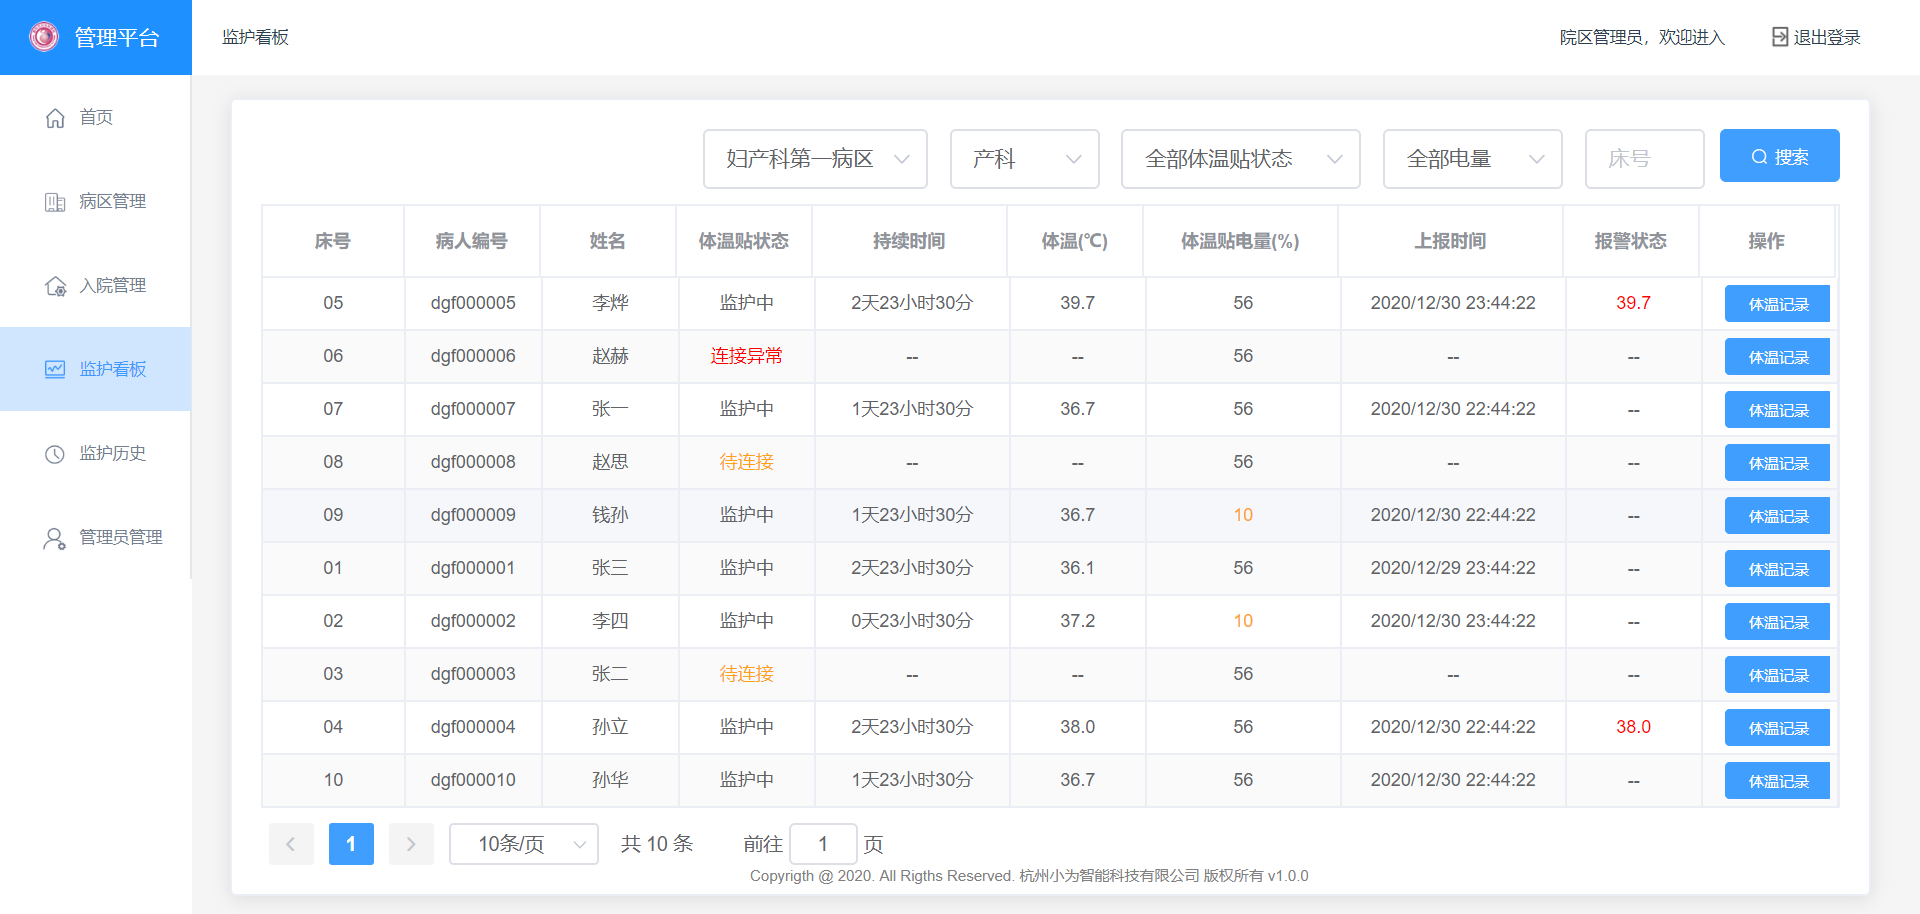 管理平台
监护看板
院区管理员，欢迎进入
退出登录
首页
病区管理
入院管理
监护看板
监护历史
管理员管理
妇产科第一病区 产科 全部体温贴状态 全部电量 床号 搜索
床号 病人编号 姓名 体温贴状态 持续时间 体温(℃) 体温贴电量(%) 上报时间 报警状态 操作
05 dgf000005 李烨 监护中 2天23小时30分 39.7 56 2020/12/30 23:44:22 39.7 体温记录
06 dgf000006 赵赫 连接异常 -- -- 56 -- -- 体温记录
07 dgf000007 张一 监护中 1天23小时30分 36.7 56 2020/12/30 22:44:22 -- 体温记录
08 dgf000008 赵思 待连接 -- -- 56 -- -- 体温记录
09 dgf000009 钱孙 监护中 1天23小时30分 36.7 10 2020/12/30 22:44:22 -- 体温记录
01 dgf000001 张三 监护中 2天23小时30分 36.1 56 2020/12/29 23:44:22 -- 体温记录
02 dgf000002 李四 监护中 0天23小时30分 37.2 10 2020/12/30 23:44:22 -- 体温记录
03 dgf000003 张二 待连接 -- -- 56 -- -- 体温记录
04 dgf000004 孙立 监护中 2天23小时30分 38.0 56 2020/12/30 22:44:22 38.0 体温记录
10 dgf000010 孙华 监护中 1天23小时30分 36.7 56 2020/12/30 22:44:22 -- 体温记录
1 10条/页 共 10 条 前往 1 页
Copyrigth @ 2020. All Rigths Reserved. 杭州小为智能科技有限公司 版权所有 v1.0.0